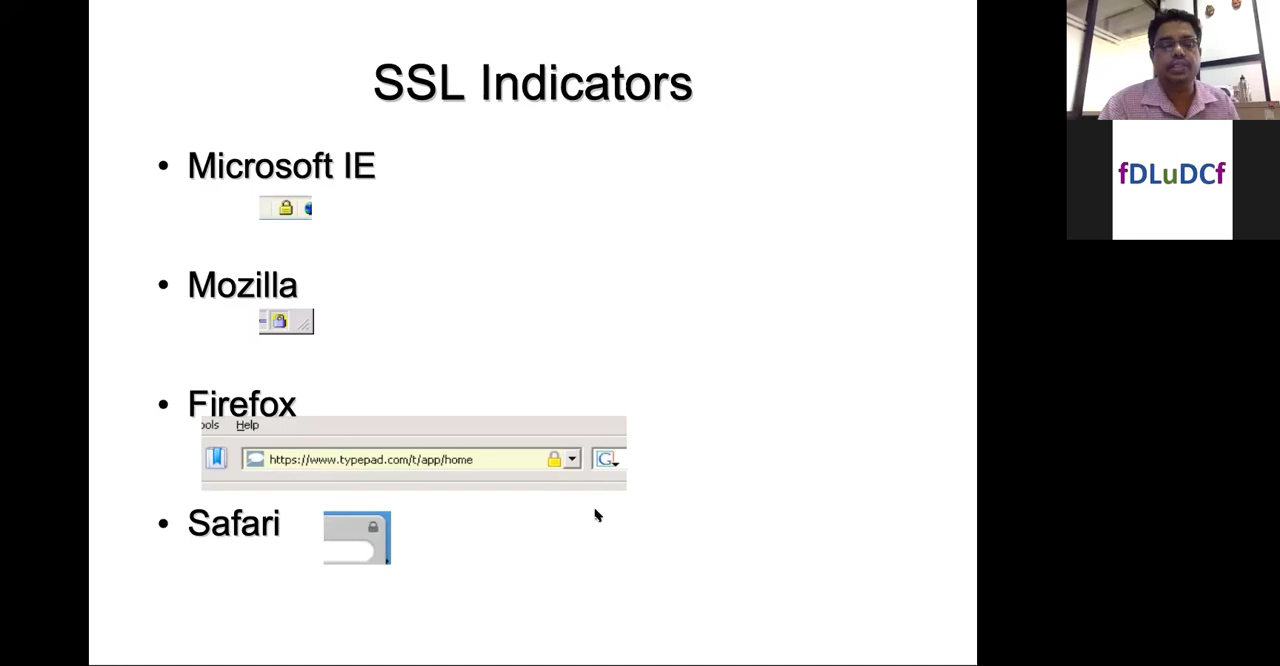 SSL Indicators
• Microsoft IE
• Mozilla
• Firefox
ools Help
https://www.typepad.com/t/app/home
G
• Safari
fDLuDCf